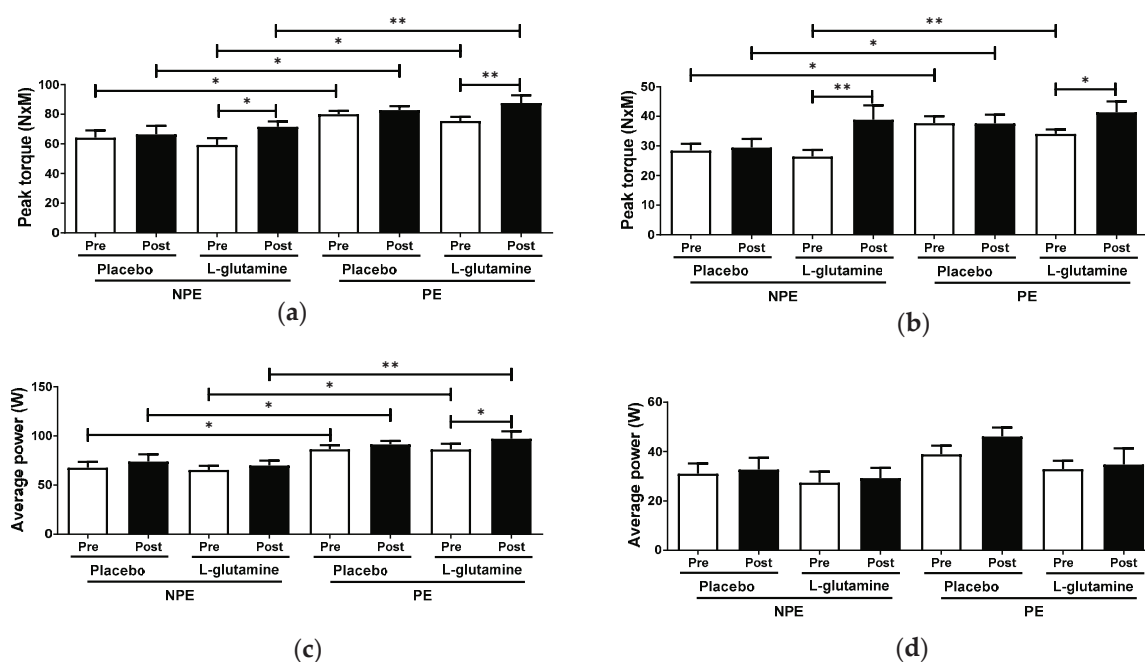 ** **
* *
* *
* ** *
* ** *
100 50
80 40
60 30
40 20
20 10
0 0
Peak torque (NxM) Peak torque (NxM)
Pre Post Pre Post Pre Post Pre Post Pre Post Pre Post Pre Post Pre Post
Placebo L-glutamine Placebo L-glutamine Placebo L-glutamine Placebo L-glutamine
NPE PE NPE PE
(a) (b)
**
*
*
* *
150 60
100 40
50 20
0 0
Average power (W) Average power (W)
Pre Post Pre Post Pre Post Pre Post Pre Post Pre Post Pre Post Pre Post
Placebo L-glutamine Placebo L-glutamine Placebo L-glutamine Placebo L-glutamine
NPE PE NPE PE
(c) (d)